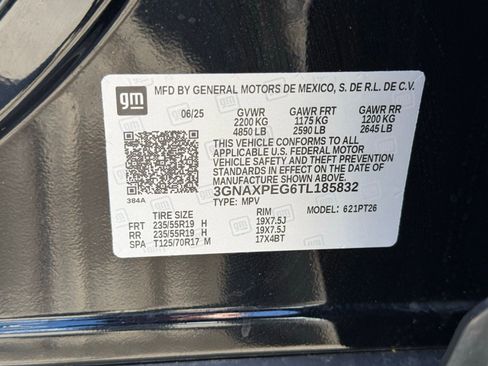 gm
MFD BY GENERAL MOTORS DE MEXICO, S. DE R.L. DE C.V.
06/25 GVWR GAWR FRT GAWR RR
2200 KG 1175 KG 1200 KG
4850 LB 2590 LB 2645 LB
THIS VEHICLE CONFORMS TO ALL
APPLICABLE U.S. FEDERAL MOTOR
VEHICLE SAFETY AND THEFT PREVENTION
STANDARDS IN EFFECT ON THE DATE OF
MANUFACTURE SHOWN ABOVE.
384A
3GNAXPEG6TL185832
TYPE: MPV
RIM MODEL: 621PT26
FRT 235/55R19 H 19X7.5J
RR 235/55R19 H 19X7.5J
SPA T125/70R17 M 17X4BT